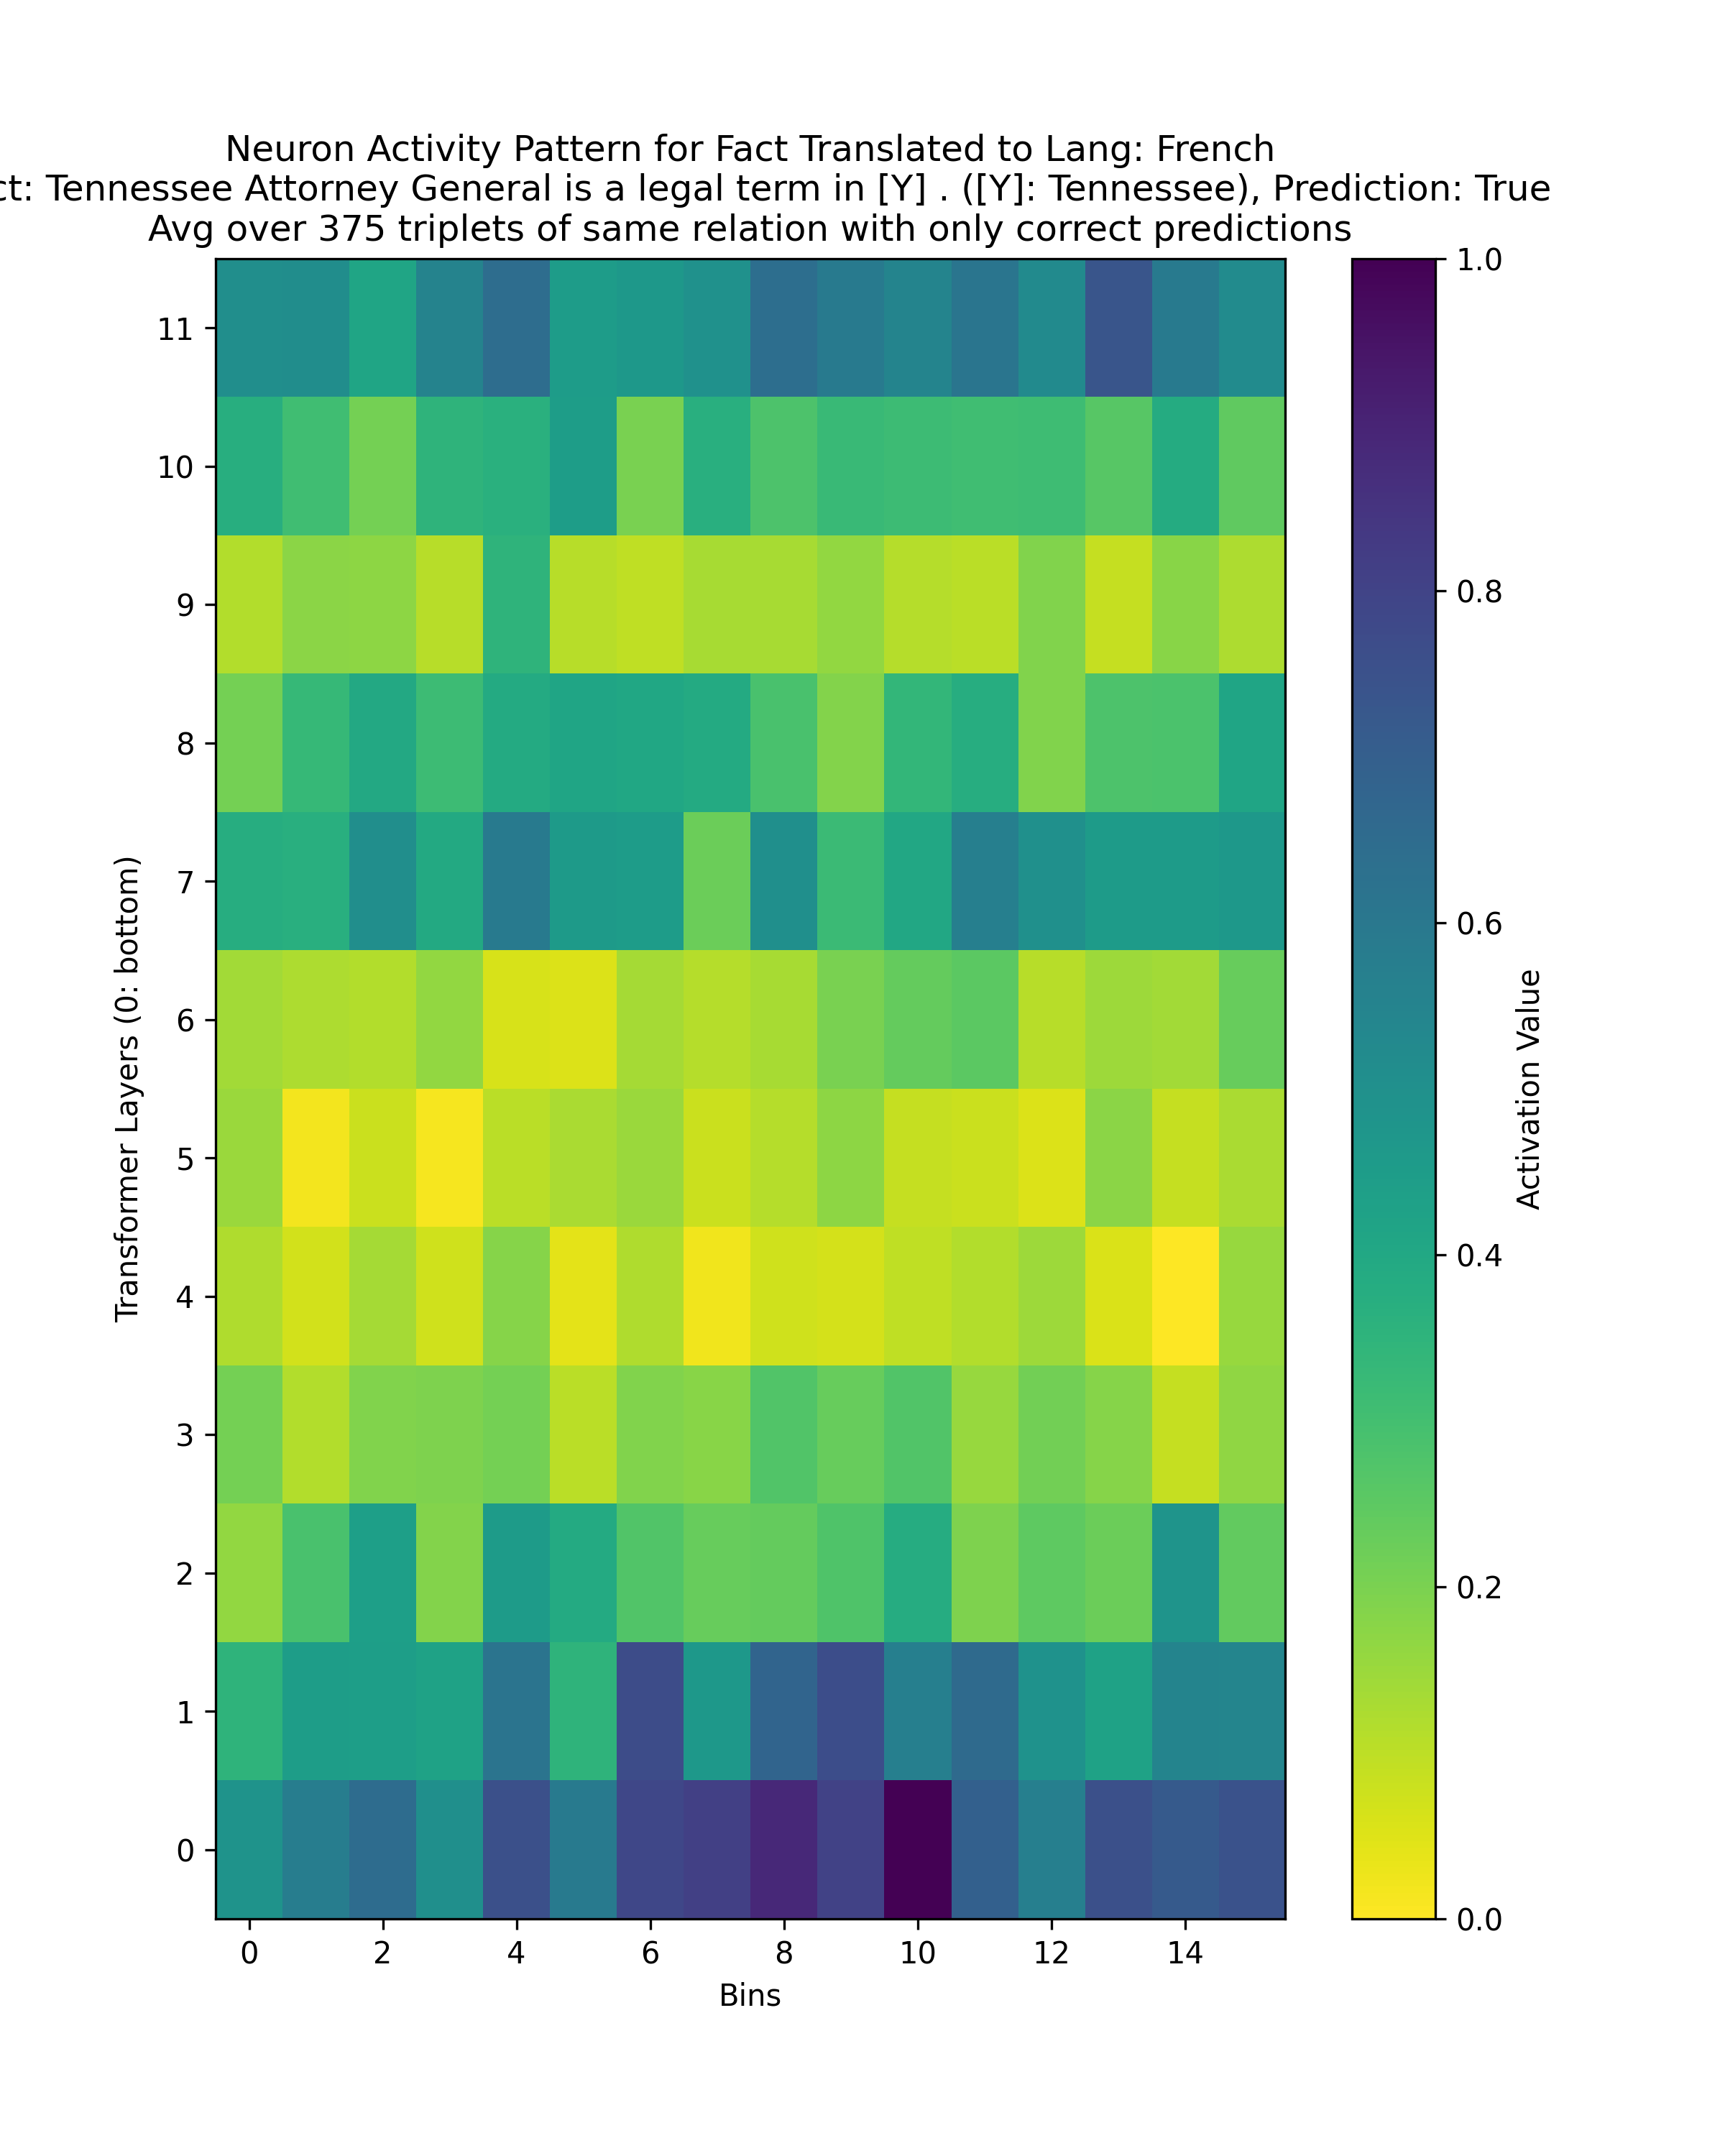 Neuron Activity Pattern for Fact Translated to Lang: French
Tennessee Attorney General is a legal term in [Y] . ([Y]: Tennessee), Prediction: True
Avg over 375 triplets of same relation with only correct predictions
1.0
11
10
9
0.8
8
7
0.6
6
5
0.4
4
3
0.2
2
1
0
0.0
Transformer Layers (0: bottom)
Activation Value
0 2 4 6 8 10 12 14
Bins